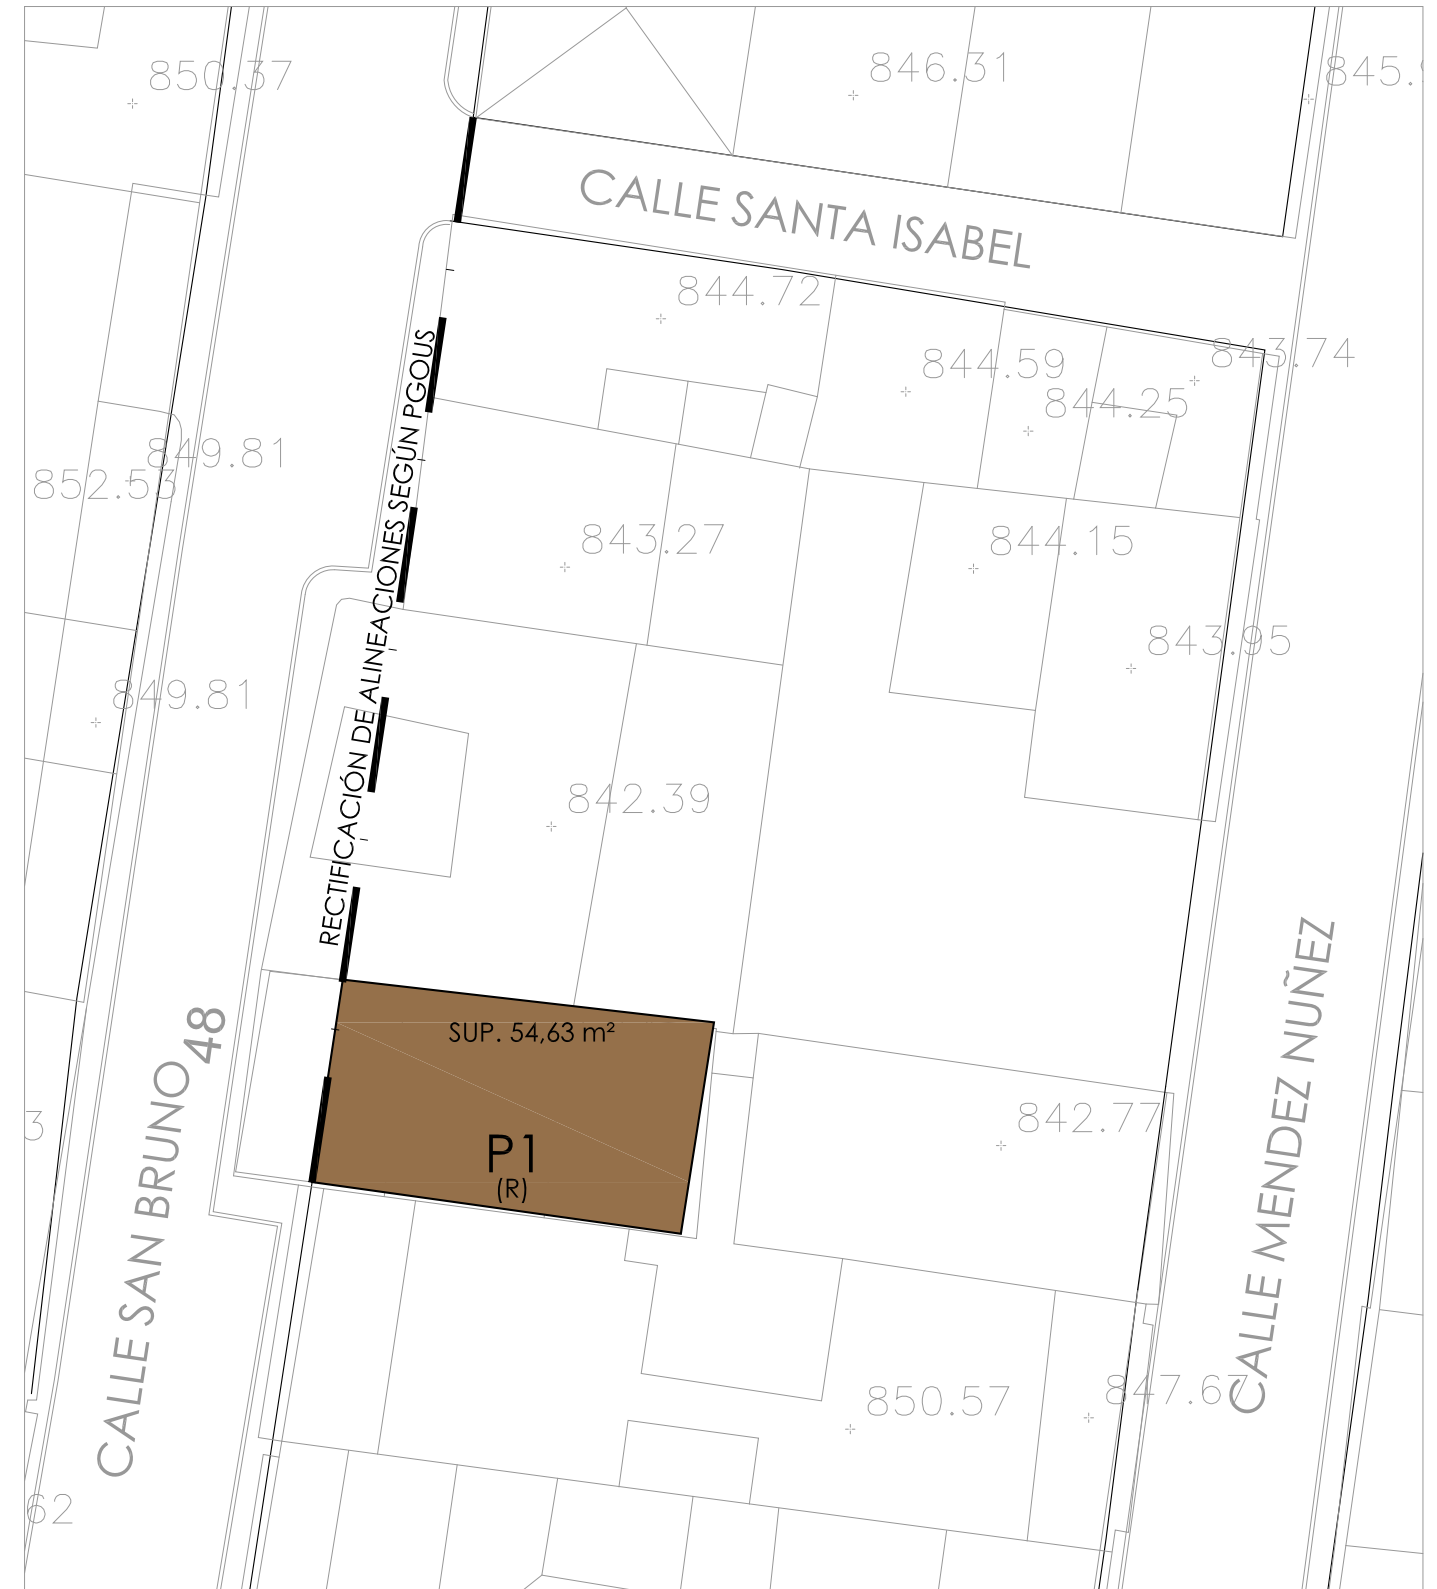 850.37
846.31
845.
CALLE SANTA ISABEL
844.72
844.59
843.74
844.25
849.81
852.53
RECTIFICACIÓN DE ALINEACIONES SEGÚN PGOUS
843.27
844.15
843.95
849.81
842.39
CALLE SAN BRUNO
48
SUP. 54,63 m²
P1
(R)
842.77
CALLE MENDEZ NUÑEZ
3
850.57
847.67
62